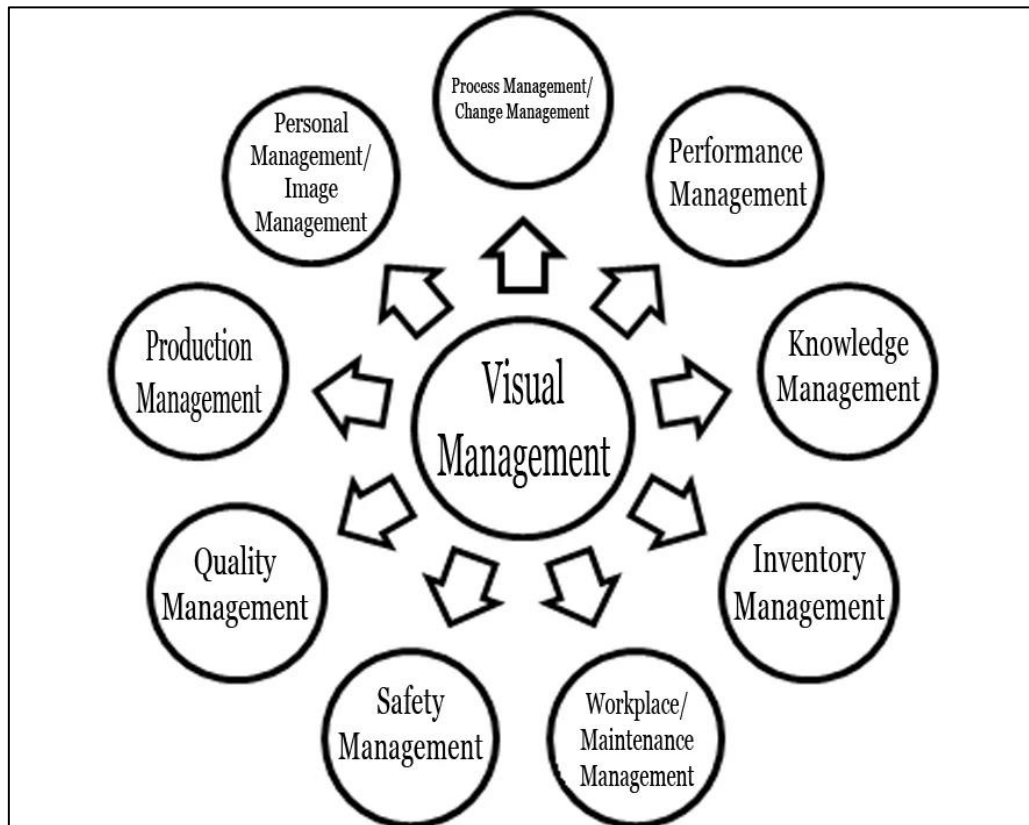 Process Management/
Change Management
Performance
Management
Knowledge
Management
Inventory
Management
Workplace/
Maintenance
Management
Safety
Management
Quality
Management
Production
Management
Personal
Management/
Image
Management
Visual
Management